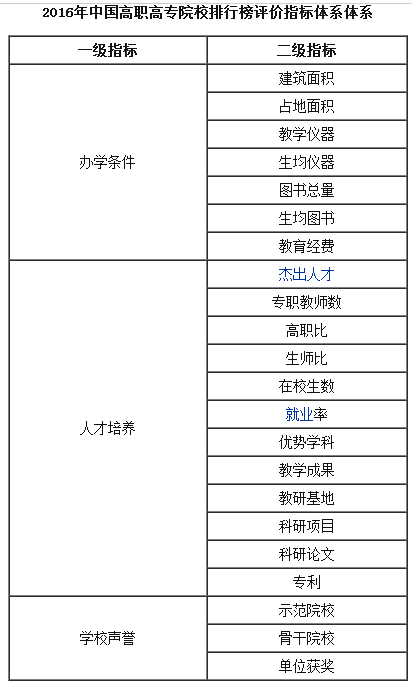 2016年中国高职高专院校排行榜评价指标体系体系
一级指标 二级指标
办学条件
建筑面积
占地面积
教学仪器
生均仪器
图书总量
生均图书
教育经费
人才培养
杰出人才
专职教师数
高职比
生师比
在校生数
就业率
优势学科
教学成果
教研基地
科研项目
科研论文
专利
学校声誉
示范院校
骨干院校
单位获奖